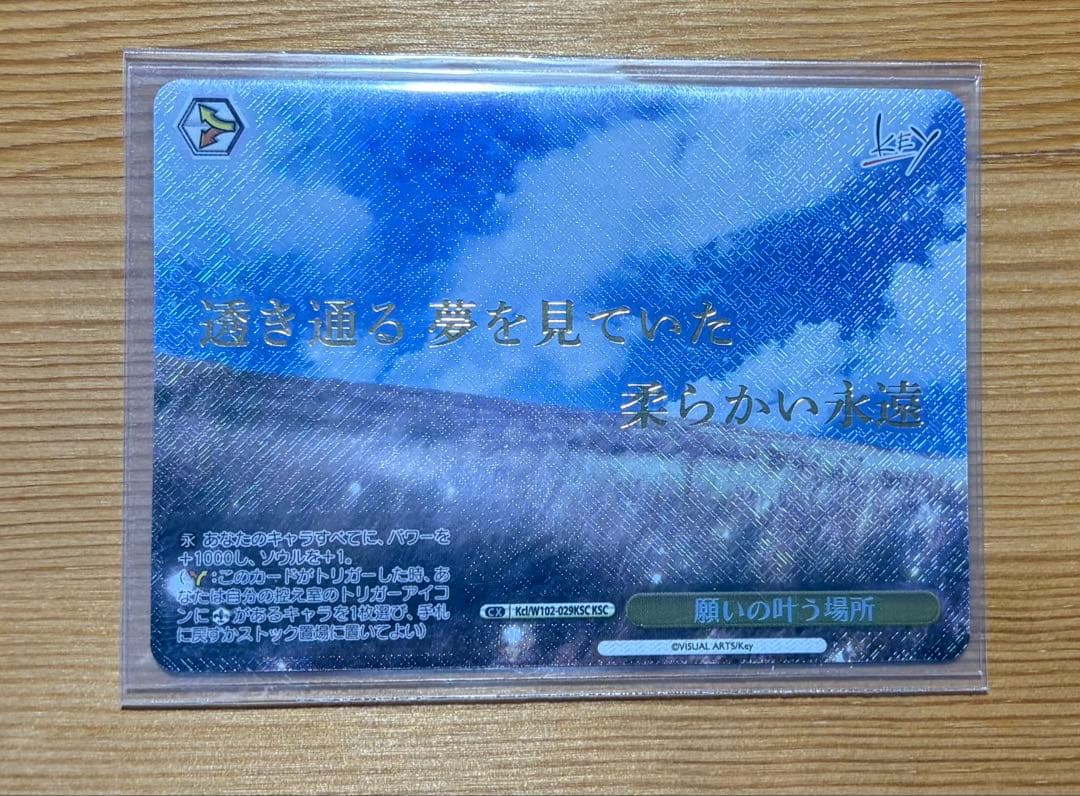 Key
透き通る 夢を見ていた
柔らかい永遠
永 あなたのキャラすべてに、パワーを
+1000し、ソウルを+1。
(:このカードがトリガーした時、あ
なたは自分の控え室のトリガーアイコ
ンにがあるキャラを1枚選び、手札
に戻すかストック置場に置いてよい)
CX Kcl/W102-029KSC KSC
願いの叶う場所
©VISUAL ARTS/Key